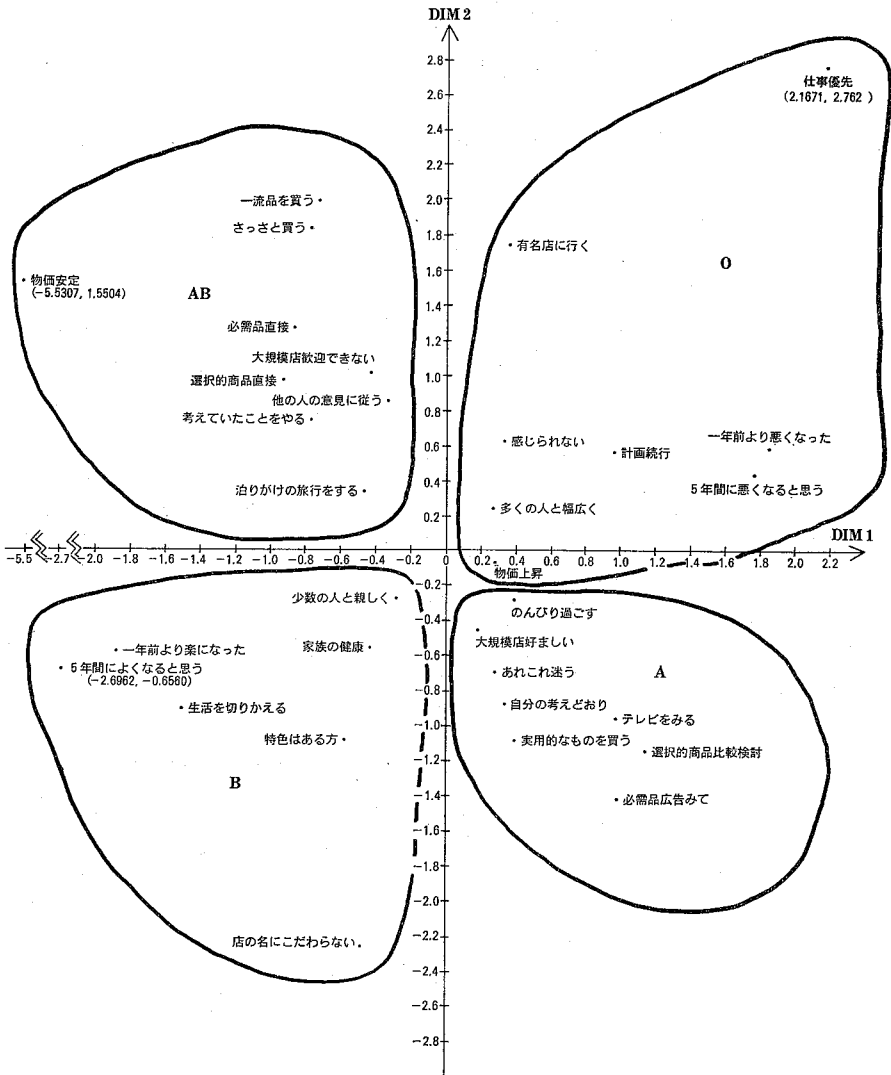 DIM 2
2.8
仕事優先
2.6
(2.1671, 2.762 )
2.4
2.2
一流品を買う
2.0
さっさと買う
1.8
有名店に行く
O
1.6
物価安定
(-5.5307, 1.5504)
AB
1.4
必需品直接
1.2
大規模店歓迎できない
選択的商品直接
1.0
他の人の意見に従う
0.8
考えていたことをやる
感じられない
一年前より悪くなった
0.6
計画続行
泊りがけの旅行をする
0.4
5年間に悪くなると思う
多くの人と幅広く
0.2
DIM 1
-5.5 -2.7 -2.0 -1.8 -1.6 -1.4 -1.2 -1.0 -0.8 -0.6 -0.4 -0.2 0 0.2 0.4 0.6 0.8 1.0 1.2 1.4 1.6 1.8 2.0 2.2
物価上昇
-0.2
少数の人と親しく
のんびり過ごす
-0.4
大規模店好ましい
一年前より楽になった
家族の健康
-0.6
5年間によくなると思う
(-2.6962, -0.6560)
あれこれ迷う
A
-0.8
生活を切りかえる
自分の考えどおり
テレビをみる
-1.0
特色はある方
実用的なものを買う
選択的商品比較検討
-1.2
B
-1.4
必需品広告みて
-1.6
-1.8
-2.0
店の名にこだわらない
-2.2
-2.4
-2.6
-2.8